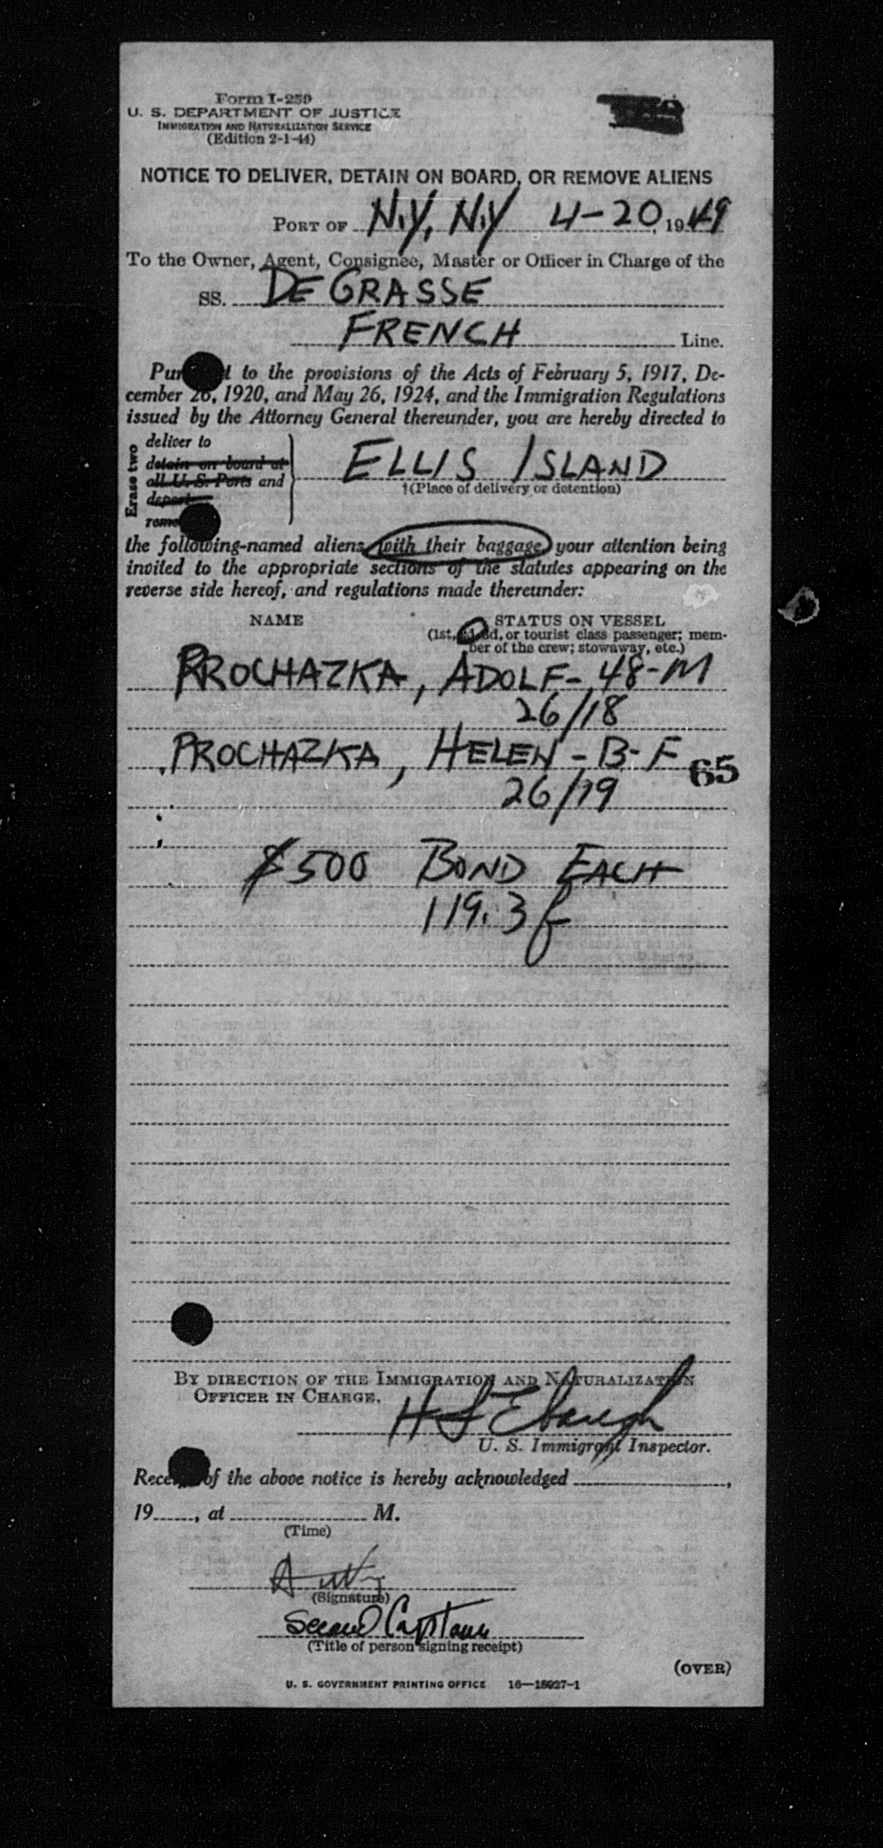 Form I-259
U. S. DEPARTMENT OF JUSTICE
IMMIGRATION AND NATURALIZATION SERVICE
(Edition 2-1-44)
NOTICE TO DELIVER, DETAIN ON BOARD, OR REMOVE ALIENS
PORT OF N.Y, N.Y 4-20, 1949
To the Owner, Agent, Consignee, Master or Officer in Charge of the
SS. DE GRASSE
FRENCH Line.
to the provisions of the Acts of February 5, 1917, De-
cember 26, 1920, and May 26, 1924, and the Immigration Regulations
issued by the Attorney General thereunder, you are hereby directed to
Erase two
deliver to
detain on board at
all U. S. Ports and
ELLIS ISLAND
†(Place of delivery or detention)
the following-named aliens with their baggage, your attention being
invited to the appropriate sections of the statutes appearing on the
reverse side hereof, and regulations made thereunder:
NAME STATUS ON VESSEL
(1st, 3d, or tourist class passenger; mem-
ber of the crew; stowaway, etc.)
PROCHAZKA, ADOLF - 48 - M
26/18
PROCHAZKA, HELEN - 13 - F 65
26/19
$500 BOND EACH
119.3 f
BY DIRECTION OF THE IMMIGRATION AND NATURALIZATION
OFFICER IN CHARGE.
U. S. Immigrant Inspector.
of the above notice is hereby acknowledged ,
19 , at M.
(Time)
(Signature)
Second Captain
(Title of person signing receipt)
(OVER)
U. S. GOVERNMENT PRINTING OFFICE 16—18027-1